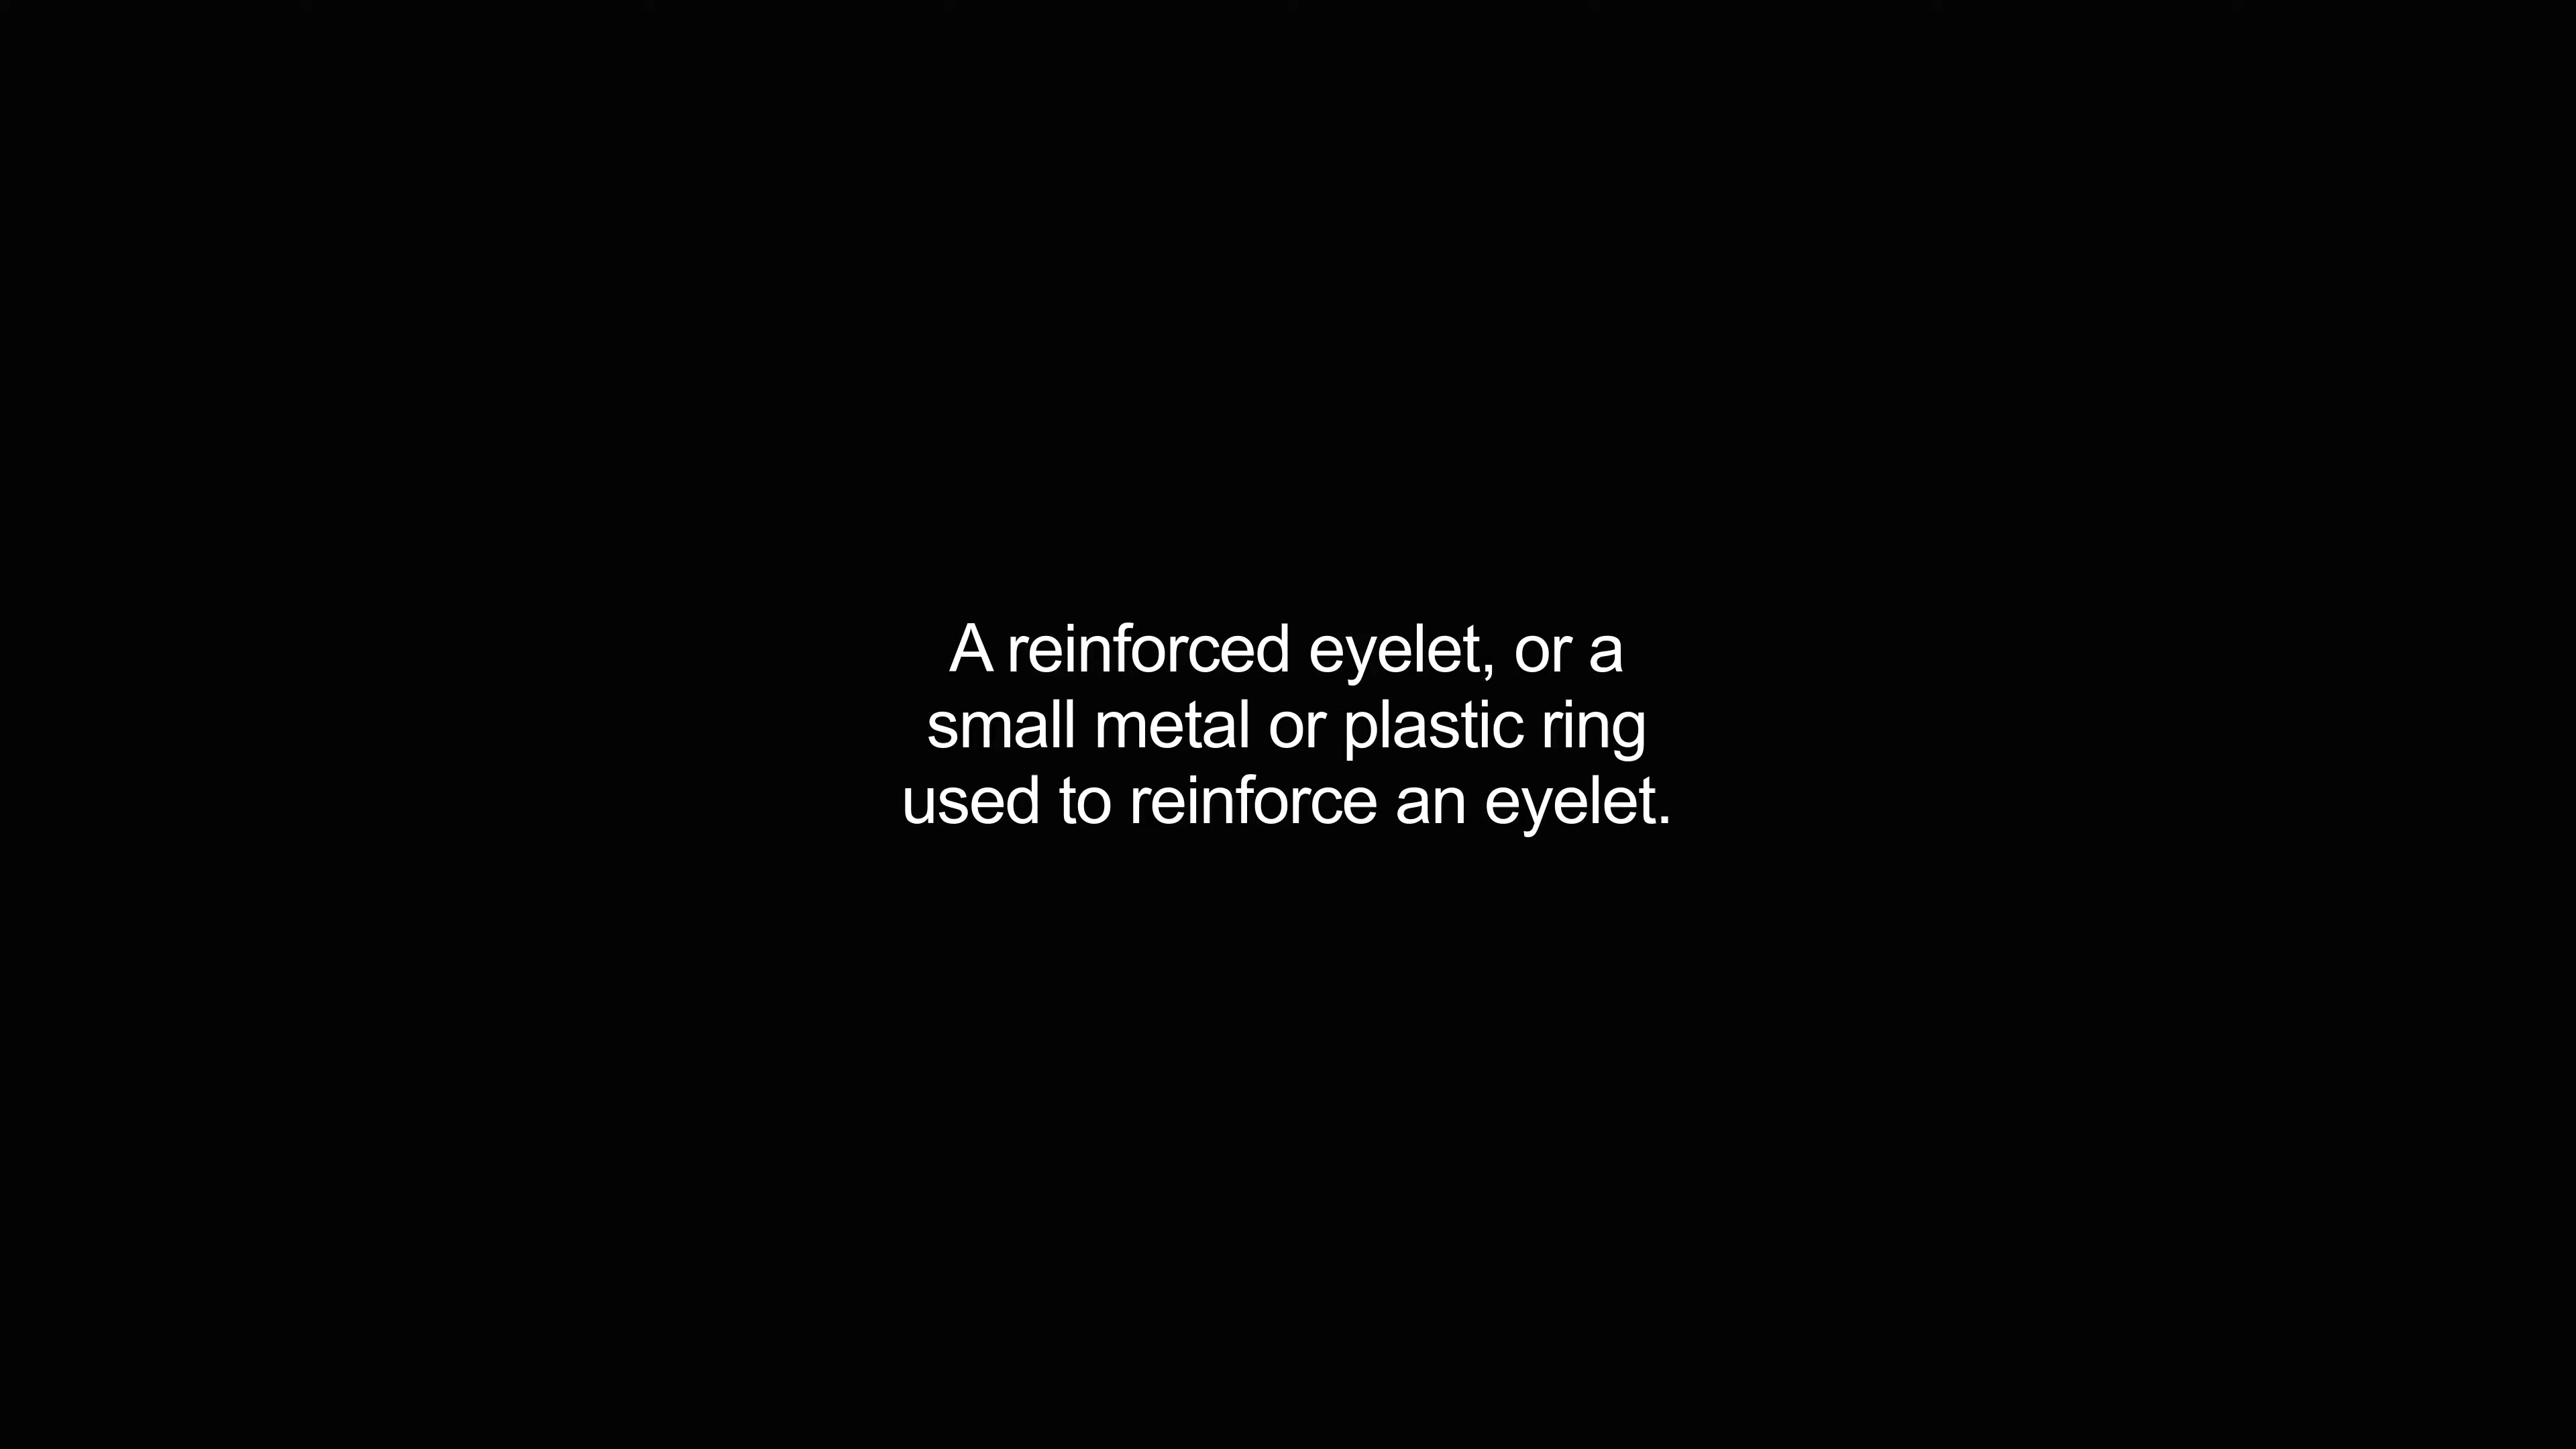 A reinforced eyelet, or a
small metal or plastic ring
used to reinforce an eyelet.